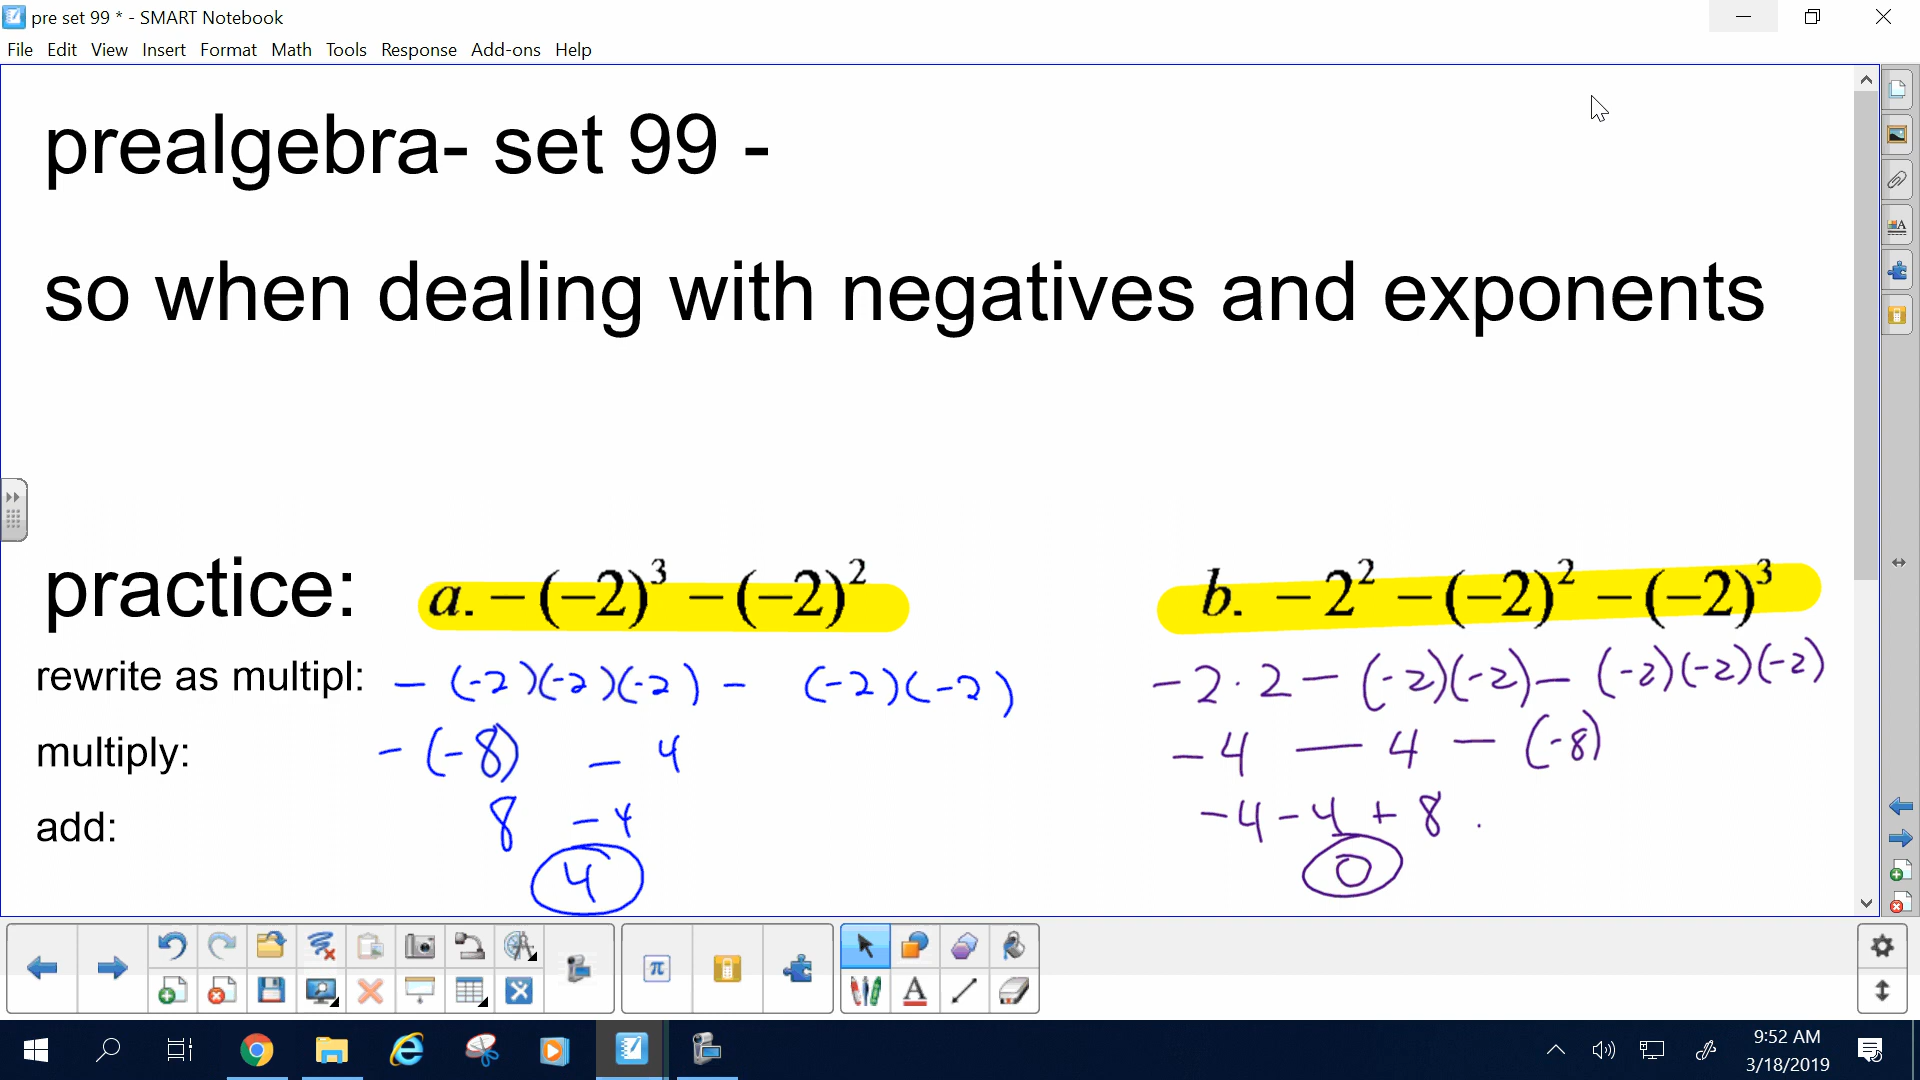 pre set 99 * - SMART Notebook
File Edit View Insert Format Math Tools Response Add-ons Help
prealgebra- set 99 -
so when dealing with negatives and exponents
practice: a. −(−2)³ −(−2)² b. −2² −(−2)² −(−2)³
rewrite as multipl: −(-2)(-2)(-2) − (-2)(-2) −2·2−(-2)(-2)−(-2)(-2)(-2)
multiply: −(-8) − 4 −4 — 4 − (-8)
add: 8 −4 −4−4+8 .
4 0
9:52 AM
3/18/2019